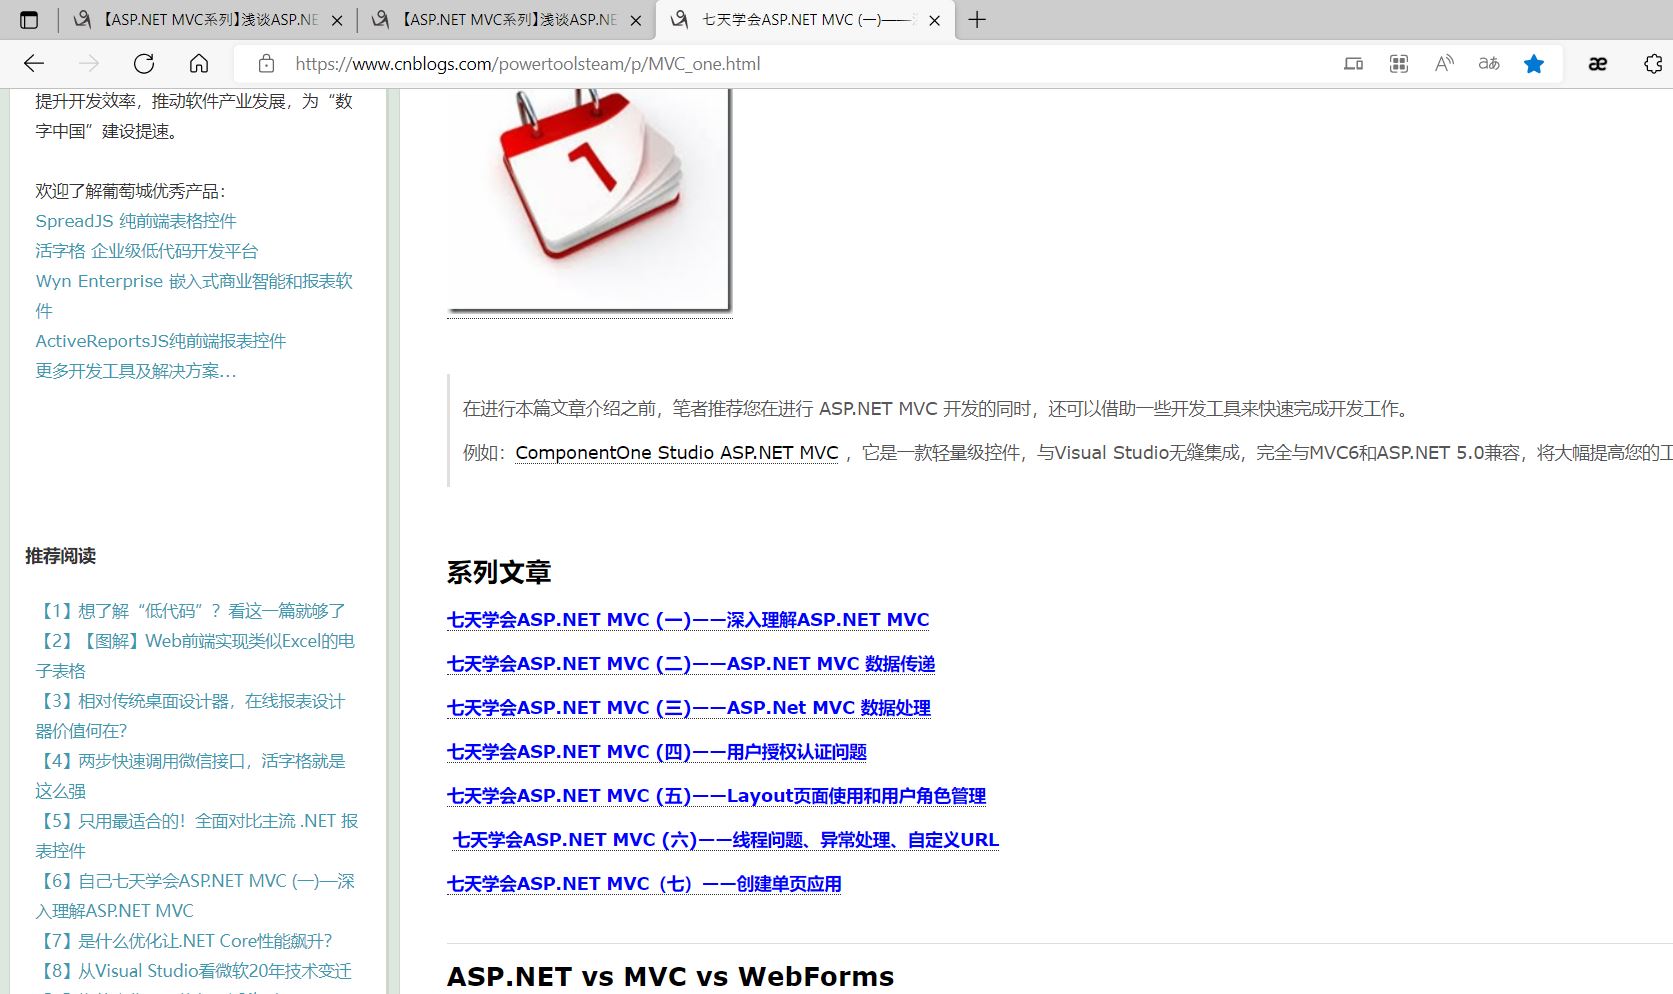 【ASP.NET MVC系列】浅谈ASP.NE
【ASP.NET MVC系列】浅谈ASP.NE
七天学会ASP.NET MVC (一)——
https://www.cnblogs.com/powertoolsteam/p/MVC_one.html
提升开发效率，推动软件产业发展，为“数
字中国”建设提速。
欢迎了解葡萄城优秀产品：
SpreadJS 纯前端表格控件
活字格 企业级低代码开发平台
Wyn Enterprise 嵌入式商业智能和报表软
件
ActiveReportsJS纯前端报表控件
更多开发工具及解决方案…
推荐阅读
【1】想了解“低代码”？看这一篇就够了
【2】【图解】Web前端实现类似Excel的电
子表格
【3】相对传统桌面设计器，在线报表设计
器价值何在？
【4】两步快速调用微信接口，活字格就是
这么强
【5】只用最适合的！全面对比主流 .NET 报
表控件
【6】自己七天学会ASP.NET MVC (一)—深
入理解ASP.NET MVC
【7】是什么优化让.NET Core性能飙升？
【8】从Visual Studio看微软20年技术变迁
1
在进行本篇文章介绍之前，笔者推荐您在进行 ASP.NET MVC 开发的同时，还可以借助一些开发工具来快速完成开发工作。
例如：ComponentOne Studio ASP.NET MVC ，它是一款轻量级控件，与Visual Studio无缝集成，完全与MVC6和ASP.NET 5.0兼容，将大幅提高您的工
系列文章
七天学会ASP.NET MVC (一)——深入理解ASP.NET MVC
七天学会ASP.NET MVC (二)——ASP.NET MVC 数据传递
七天学会ASP.NET MVC (三)——ASP.Net MVC 数据处理
七天学会ASP.NET MVC (四)——用户授权认证问题
七天学会ASP.NET MVC (五)——Layout页面使用和用户角色管理
七天学会ASP.NET MVC (六)——线程问题、异常处理、自定义URL
七天学会ASP.NET MVC（七）——创建单页应用
ASP.NET vs MVC vs WebForms